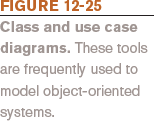 FIGURE 12-25
Class and use case
diagrams. These tools
are frequently used to
model object-oriented
systems.